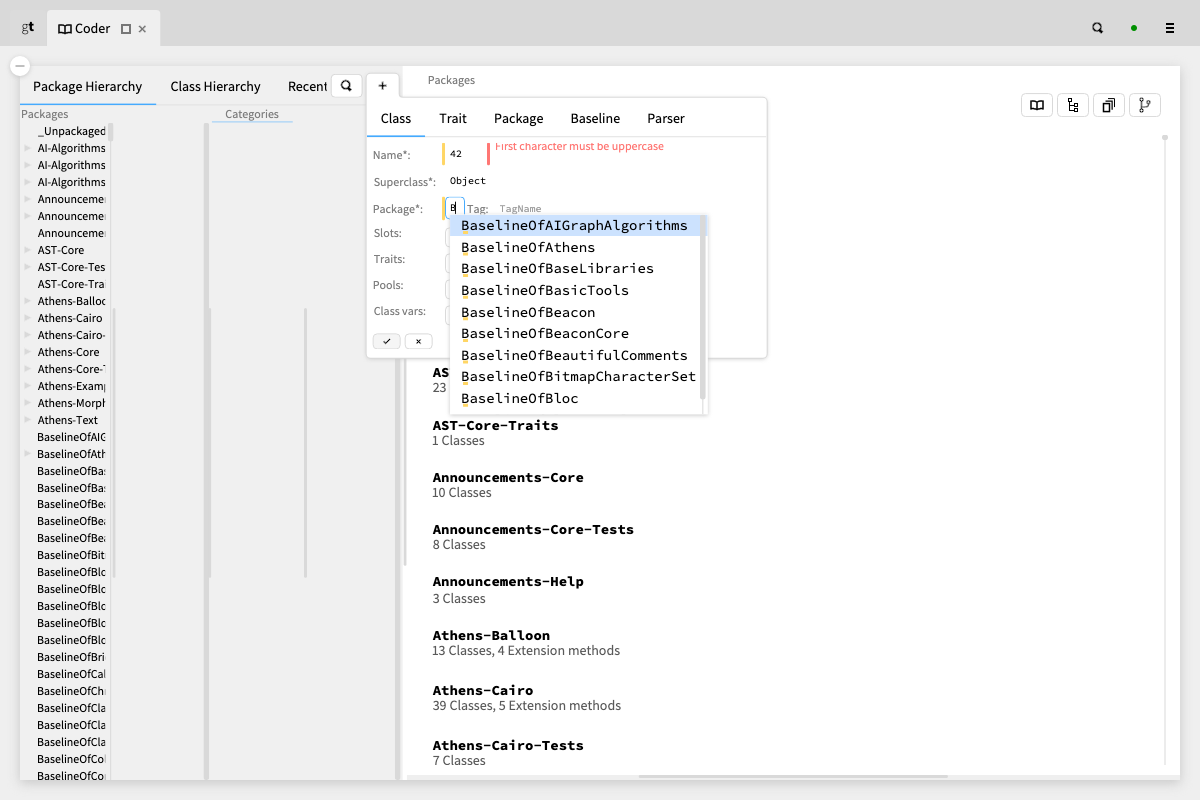 gt
Coder
Package Hierarchy
Class Hierarchy
Recent
+
Packages
Packages
Categories
_Unpackaged
AI-Algorithms
AI-Algorithms
AI-Algorithms
Announceme
Announceme
Announceme
AST-Core
AST-Core-Tes
AST-Core-Tra
Athens-Balloo
Athens-Cairo
Athens-Cairo-
Athens-Core
Athens-Core-T
Athens-Examp
Athens-Morph
Athens-Text
BaselineOfAIG
BaselineOfAth
BaselineOfBas
BaselineOfBas
BaselineOfBea
BaselineOfBea
BaselineOfBea
BaselineOfBit
BaselineOfBlo
BaselineOfBlo
BaselineOfBlo
BaselineOfBlo
BaselineOfBlo
BaselineOfBri
BaselineOfCal
BaselineOfCh
BaselineOfCla
BaselineOfCla
BaselineOfCla
BaselineOfCo
BaselineOfCo
Class
Trait
Package
Baseline
Parser
Name*:
42
First character must be uppercase
Superclass*:
Object
Package*:
B
Tag:
TagName
Slots:
Traits:
Pools:
Class vars:
BaselineOfAIGraphAlgorithms
BaselineOfAthens
BaselineOfBaseLibraries
BaselineOfBasicTools
BaselineOfBeacon
BaselineOfBeaconCore
BaselineOfBeautifulComments
BaselineOfBitmapCharacterSet
BaselineOfBloc
AS
23
AST-Core-Traits
1 Classes
Announcements-Core
10 Classes
Announcements-Core-Tests
8 Classes
Announcements-Help
3 Classes
Athens-Balloon
13 Classes, 4 Extension methods
Athens-Cairo
39 Classes, 5 Extension methods
Athens-Cairo-Tests
7 Classes